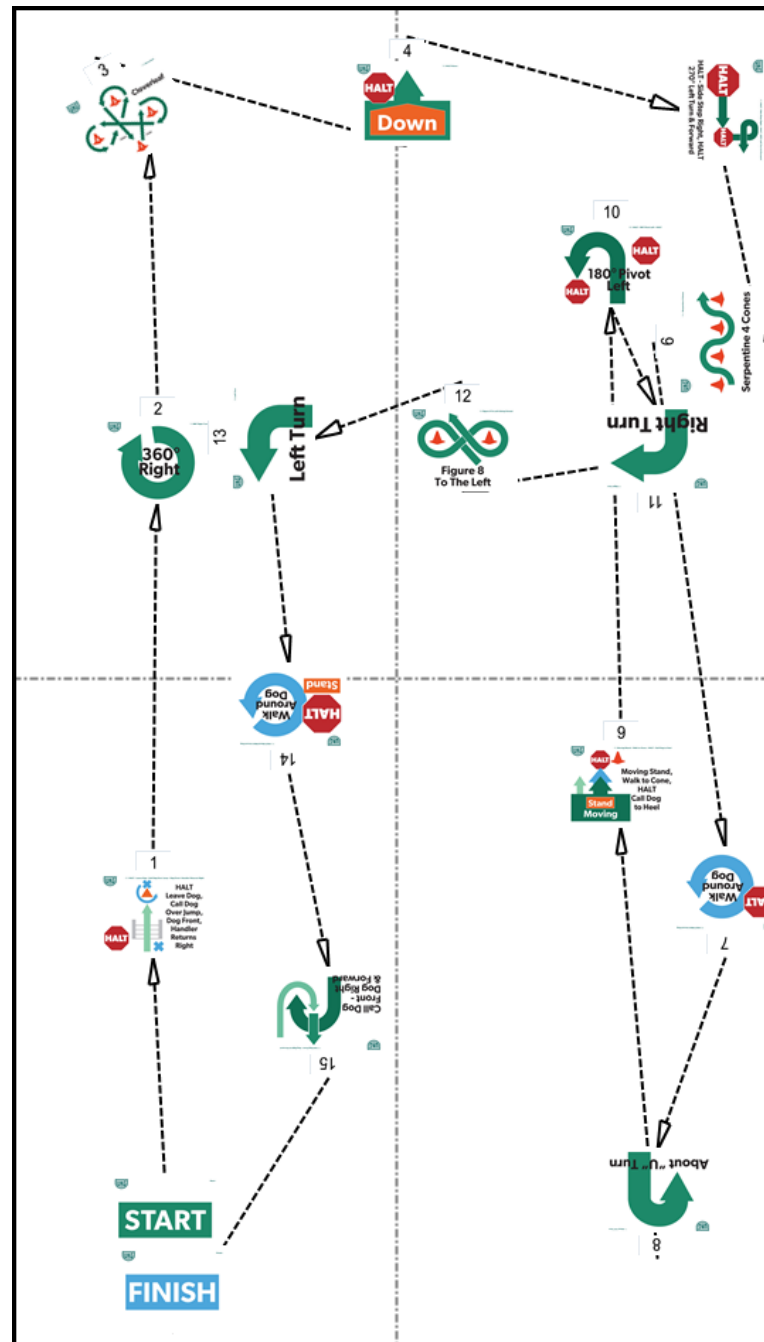 3
Cloverleaf
4
HALT
Down
HALT
HALT
HALT - Side Step Right, HALT
270° Left Turn & Forward
10
HALT
180° Pivot
Left
HALT
6
Serpentine 4 Cones
2
360°
Right
13
Left Turn
12
Figure 8
To The Left
Right Turn
11
Stand
HALT
Walk
Around
Dog
14
9
HALT
Stand
Moving
Moving Stand,
Walk to Cone,
HALT
Call Dog
to Heel
1
HALT
HALT
Leave Dog,
Call Dog
Over Jump,
Dog Front,
Handler
Returns
Right
Walk
Around
Dog
HALT
7
Call Dog
Front -
Dog Right
& Forward
15
About "U" Turn
8
START
FINISH